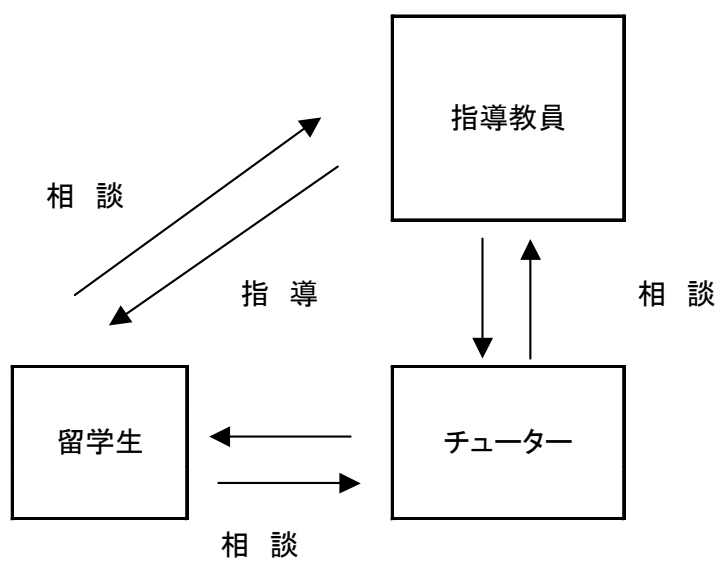 指導教員
相 談
指 導
相 談
留学生
チューター
相 談